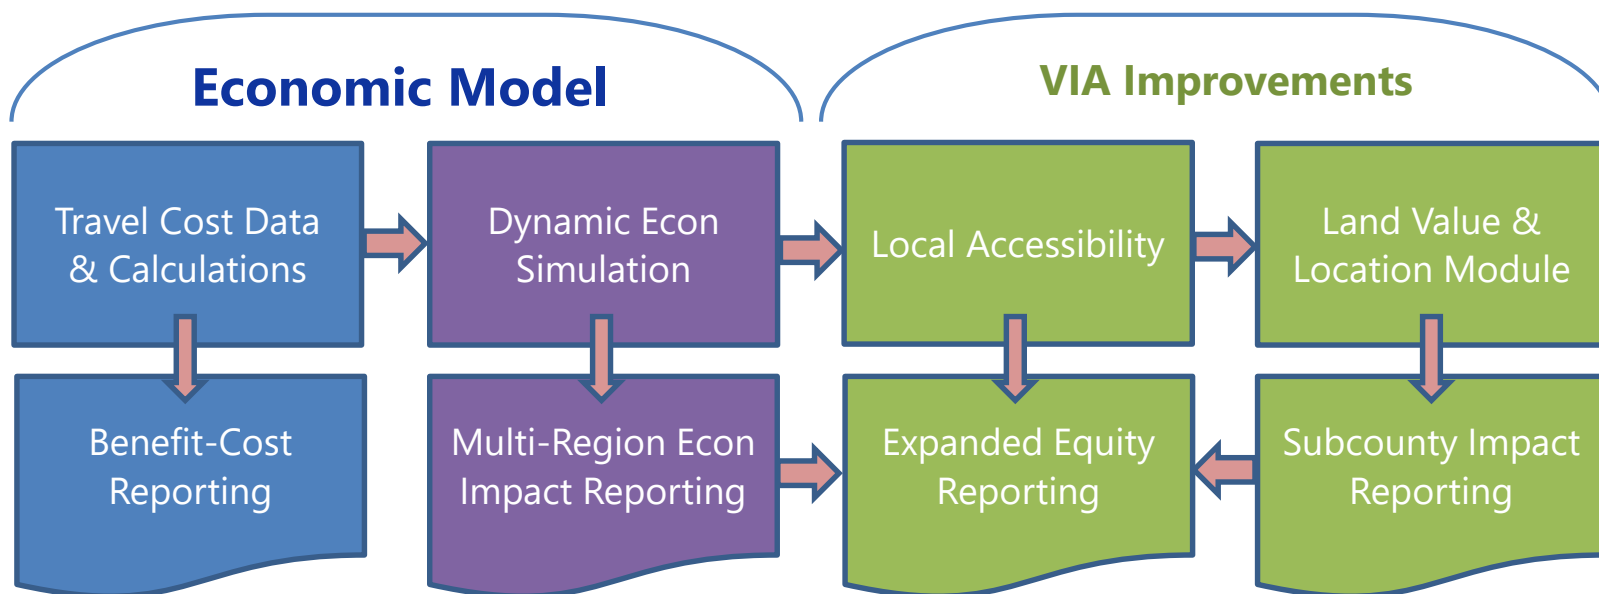 Economic Model
VIA Improvements
Travel Cost Data
& Calculations
Dynamic Econ
Simulation
Local Accessibility
Land Value &
Location Module
Benefit-Cost
Reporting
Multi-Region Econ
Impact Reporting
Expanded Equity
Reporting
Subcounty Impact
Reporting